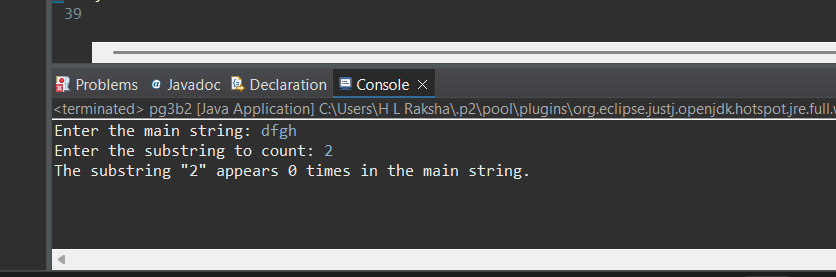 39
Problems @ Javadoc Declaration Console
<terminated> pg3b2 [Java Application] C:\Users\H L Raksha\.p2\pool\plugins\org.eclipse.justj.openjdk.hotspot.jre.full.
Enter the main string: dfgh
Enter the substring to count: 2
The substring "2" appears 0 times in the main string.